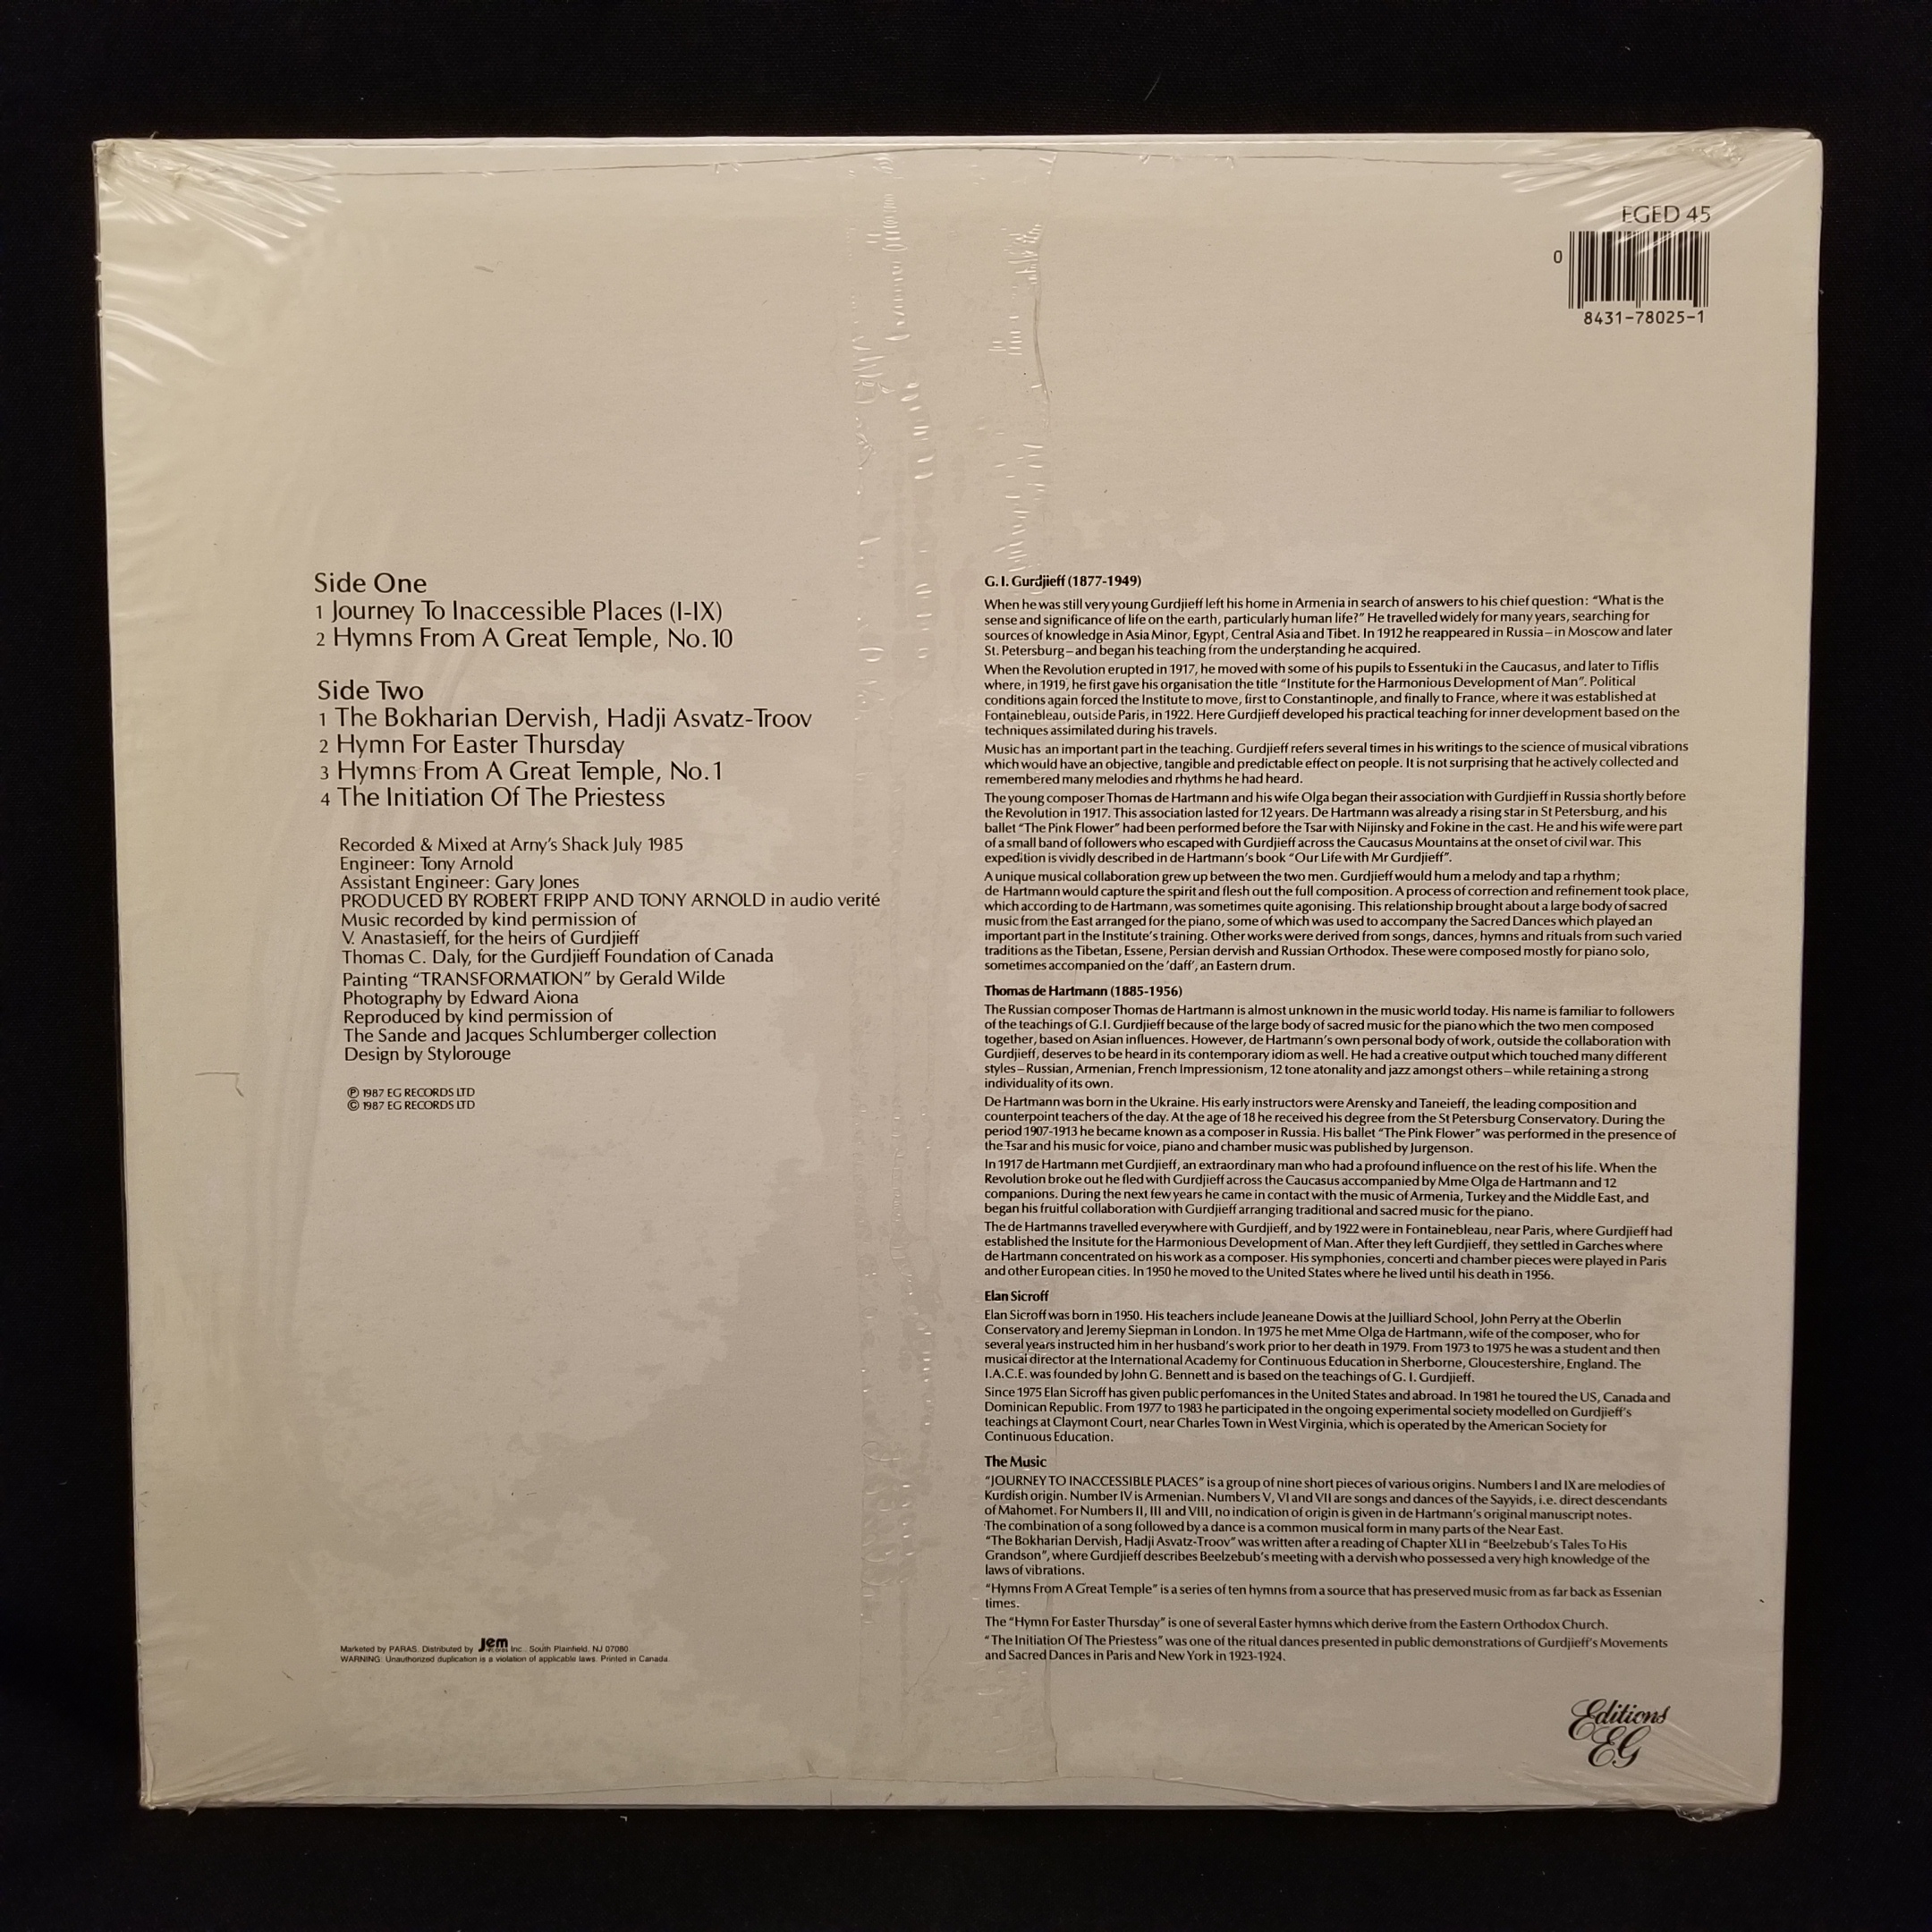 EGED 45
0
8431-78025-1
Side One
1 Journey To Inaccessible Places (I-IX)
2 Hymns From A Great Temple, No.10
Side Two
1 The Bokharian Dervish, Hadji Asvatz-Troov
2 Hymn For Easter Thursday
3 Hymns From A Great Temple, No.1
4 The Initiation Of The Priestess
Recorded & Mixed at Arny's Shack July 1985
Engineer: Tony Arnold
Assistant Engineer: Gary Jones
PRODUCED BY ROBERT FRIPP AND TONY ARNOLD in audio verité
Music recorded by kind permission of
V. Anastasieff, for the heirs of Gurdjieff
Thomas C. Daly, for the Gurdjieff Foundation of Canada
Painting “TRANSFORMATION” by Gerald Wilde
Photography by Edward Aiona
Reproduced by kind permission of
The Sande and Jacques Schlumberger collection
Design by Stylorouge
℗ 1987 EG RECORDS LTD
© 1987 EG RECORDS LTD
Marketed by PARAS. Distributed by Jem records Inc., South Plainfield, NJ 07080
WARNING: Unauthorized duplication is a violation of applicable laws. Printed in Canada.
G. I. Gurdjieff (1877-1949)
When he was still very young Gurdjieff left his home in Armenia in search of answers to his chief question: “What is the
sense and significance of life on the earth, particularly human life?” He travelled widely for many years, searching for
sources of knowledge in Asia Minor, Egypt, Central Asia and Tibet. In 1912 he reappeared in Russia – in Moscow and later
St. Petersburg – and began his teaching from the understanding he acquired.
When the Revolution erupted in 1917, he moved with some of his pupils to Essentuki in the Caucasus, and later to Tiflis
where, in 1919, he first gave his organisation the title “Institute for the Harmonious Development of Man”. Political
conditions again forced the Institute to move, first to Constantinople, and finally to France, where it was established at
Fontainebleau, outside Paris, in 1922. Here Gurdjieff developed his practical teaching for inner development based on the
techniques assimilated during his travels.
Music has an important part in the teaching. Gurdjieff refers several times in his writings to the science of musical vibrations
which would have an objective, tangible and predictable effect on people. It is not surprising that he actively collected and
remembered many melodies and rhythms he had heard.
The young composer Thomas de Hartmann and his wife Olga began their association with Gurdjieff in Russia shortly before
the Revolution in 1917. This association lasted for 12 years. De Hartmann was already a rising star in St Petersburg, and his
ballet “The Pink Flower” had been performed before the Tsar with Nijinsky and Fokine in the cast. He and his wife were part
of a small band of followers who escaped with Gurdjieff across the Caucasus Mountains at the onset of civil war. This
expedition is vividly described in de Hartmann's book “Our Life with Mr Gurdjieff”.
A unique musical collaboration grew up between the two men. Gurdjieff would hum a melody and tap a rhythm;
de Hartmann would capture the spirit and flesh out the full composition. A process of correction and refinement took place,
which according to de Hartmann, was sometimes quite agonising. This relationship brought about a large body of sacred
music from the East arranged for the piano, some of which was used to accompany the Sacred Dances which played an
important part in the Institute's training. Other works were derived from songs, dances, hymns and rituals from such varied
traditions as the Tibetan, Essene, Persian dervish and Russian Orthodox. These were composed mostly for piano solo,
sometimes accompanied on the ‘daff’, an Eastern drum.
Thomas de Hartmann (1885-1956)
The Russian composer Thomas de Hartmann is almost unknown in the music world today. His name is familiar to followers
of the teachings of G.I. Gurdjieff because of the large body of sacred music for the piano which the two men composed
together, based on Asian influences. However, de Hartmann's own personal body of work, outside the collaboration with
Gurdjieff, deserves to be heard in its contemporary idiom as well. He had a creative output which touched many different
styles – Russian, Armenian, French Impressionism, 12 tone atonality and jazz amongst others – while retaining a strong
individuality of its own.
De Hartmann was born in the Ukraine. His early instructors were Arensky and Taneieff, the leading composition and
counterpoint teachers of the day. At the age of 18 he received his degree from the St Petersburg Conservatory. During the
period 1907-1913 he became known as a composer in Russia. His ballet “The Pink Flower” was performed in the presence of
the Tsar and his music for voice, piano and chamber music was published by Jurgenson.
In 1917 de Hartmann met Gurdjieff, an extraordinary man who had a profound influence on the rest of his life. When the
Revolution broke out he fled with Gurdjieff across the Caucasus accompanied by Mme Olga de Hartmann and 12
companions. During the next few years he came in contact with the music of Armenia, Turkey and the Middle East, and
began his fruitful collaboration with Gurdjieff arranging traditional and sacred music for the piano.
The de Hartmanns travelled everywhere with Gurdjieff, and by 1922 were in Fontainebleau, near Paris, where Gurdjieff had
established the Insitute for the Harmonious Development of Man. After they left Gurdjieff, they settled in Garches where
de Hartmann concentrated on his work as a composer. His symphonies, concerti and chamber pieces were played in Paris
and other European cities. In 1950 he moved to the United States where he lived until his death in 1956.
Elan Sicroff
Elan Sicroff was born in 1950. His teachers include Jeaneane Dowis at the Juilliard School, John Perry at the Oberlin
Conservatory and Jeremy Siepman in London. In 1975 he met Mme Olga de Hartmann, wife of the composer, who for
several years instructed him in her husband's work prior to her death in 1979. From 1973 to 1975 he was a student and then
musical director at the International Academy for Continuous Education in Sherborne, Gloucestershire, England. The
I.A.C.E. was founded by John G. Bennett and is based on the teachings of G. I. Gurdjieff.
Since 1975 Elan Sicroff has given public perfomances in the United States and abroad. In 1981 he toured the US, Canada and
Dominican Republic. From 1977 to 1983 he participated in the ongoing experimental society modelled on Gurdjieff's
teachings at Claymont Court, near Charles Town in West Virginia, which is operated by the American Society for
Continuous Education.
The Music
“JOURNEY TO INACCESSIBLE PLACES” is a group of nine short pieces of various origins. Numbers I and IX are melodies of
Kurdish origin. Number IV is Armenian. Numbers V, VI and VII are songs and dances of the Sayyids, i.e. direct descendants
of Mahomet. For Numbers II, III and VIII, no indication of origin is given in de Hartmann's original manuscript notes.
The combination of a song followed by a dance is a common musical form in many parts of the Near East.
“The Bokharian Dervish, Hadji Asvatz-Troov” was written after a reading of Chapter XLI in “Beelzebub's Tales To His
Grandson”, where Gurdjieff describes Beelzebub's meeting with a dervish who possessed a very high knowledge of the
laws of vibrations.
“Hymns From A Great Temple” is a series of ten hymns from a source that has preserved music from as far back as Essenian
times.
The “Hymn For Easter Thursday” is one of several Easter hymns which derive from the Eastern Orthodox Church.
“The Initiation Of The Priestess” was one of the ritual dances presented in public demonstrations of Gurdjieff's Movements
and Sacred Dances in Paris and New York in 1923-1924.
Editions
EG